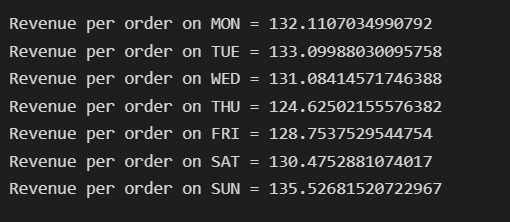 Revenue per order on MON = 132.1107034990792
Revenue per order on TUE = 133.09988030095758
Revenue per order on WED = 131.08414571746388
Revenue per order on THU = 124.62502155576382
Revenue per order on FRI = 128.7537529544754
Revenue per order on SAT = 130.4752881074017
Revenue per order on SUN = 135.52681520722967